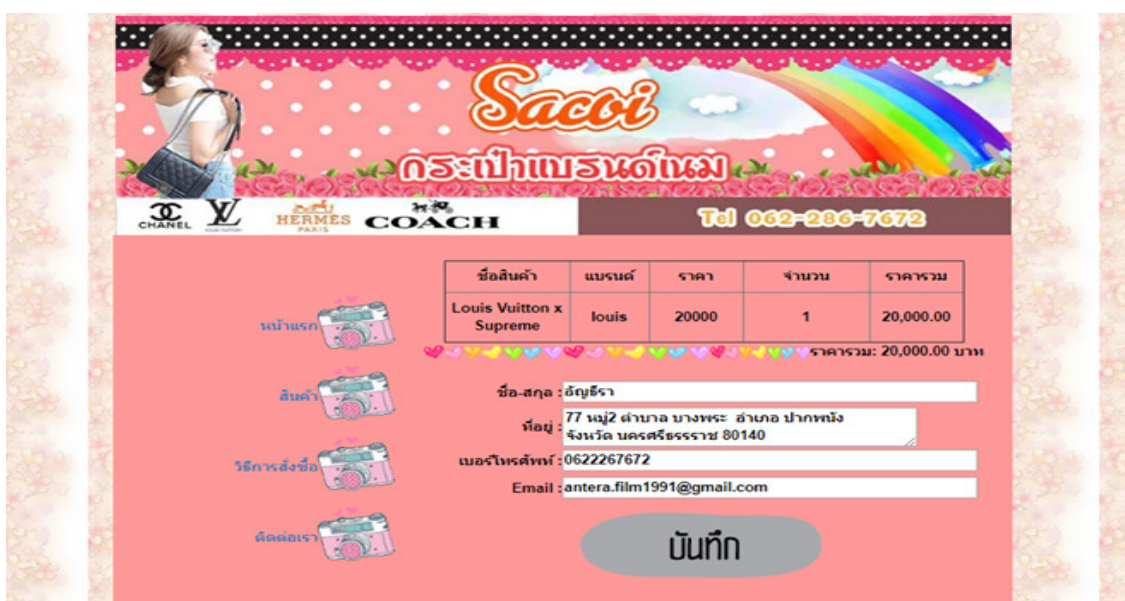 Sacoi
กระเป๋าแบรนด์เนม
CHANEL LOUIS VUITTON HERMES PARIS COACH Tel 062-286-7672
ชื่อสินค้า แบรนด์ ราคา จำนวน ราคารวม
Louis Vuitton x Supreme louis 20000 1 20,000.00
ราคารวม: 20,000.00 บาท
หน้าแรก
สินค้า
วิธีการสั่งซื้อ
ติดต่อเรา
ชื่อ-สกุล : อัญธีรา
ที่อยู่ : 77 หมู่2 ตำบาล บางพระ อำเภอ ปากพนัง
จังหวัด นครศรีธรรราช 80140
เบอร์โทรศัพท์ : 0622267672
Email : antera.film1991@gmail.com
บันทึก